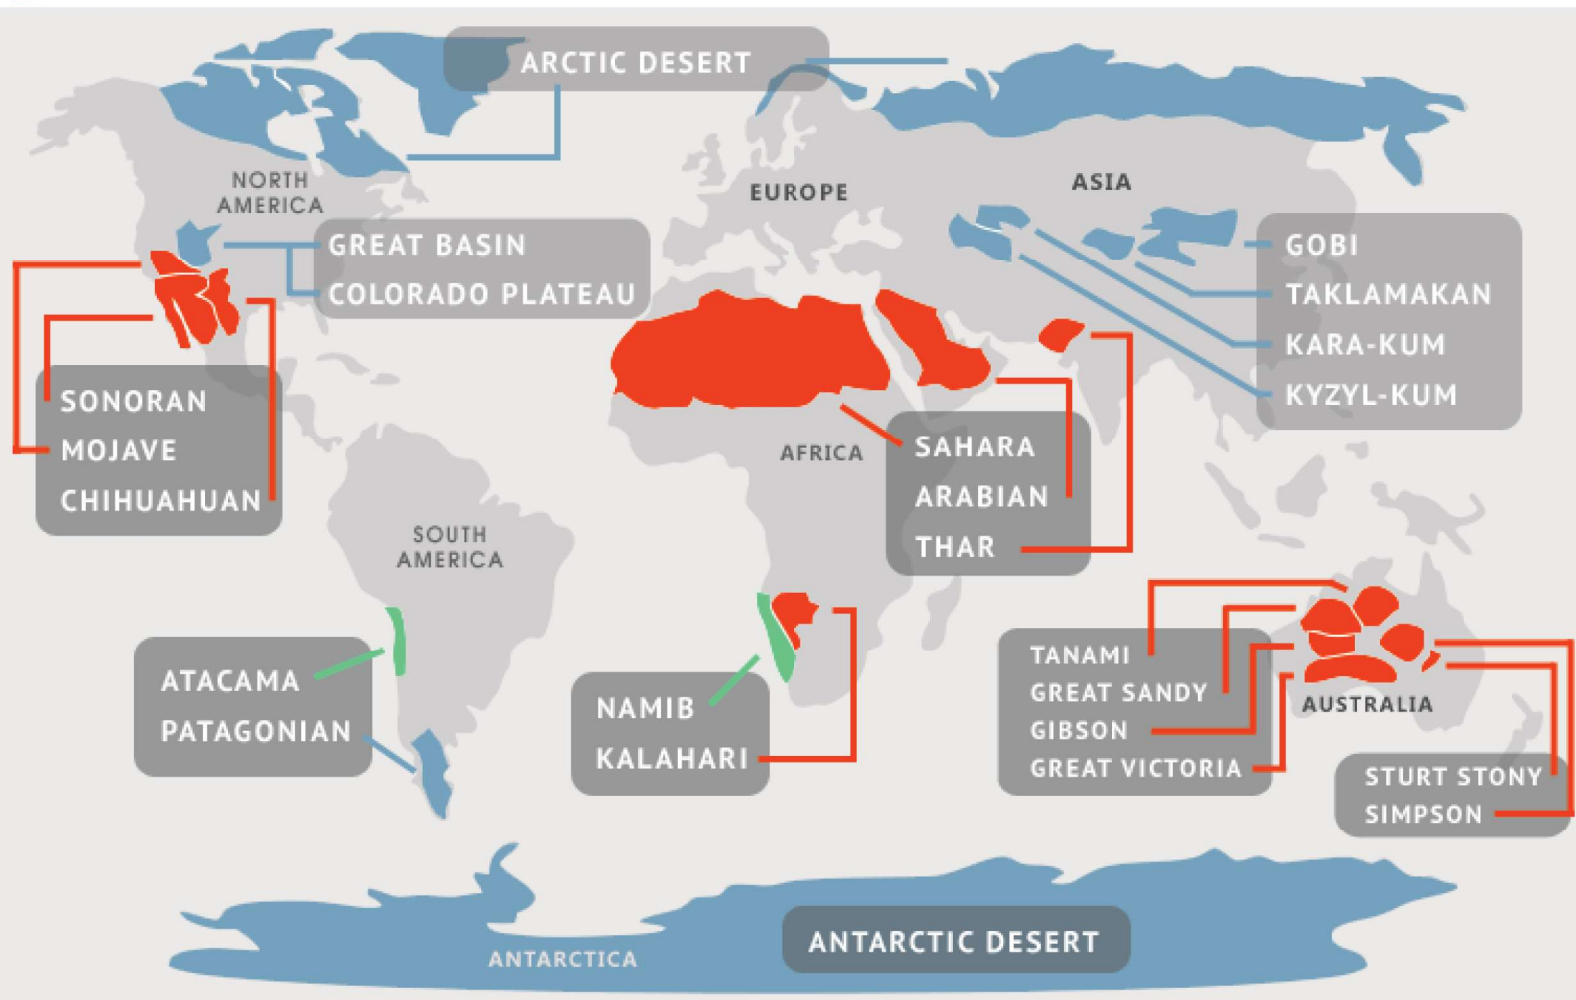 ARCTIC DESERT
NORTH
AMERICA
EUROPE
ASIA
GREAT BASIN
COLORADO PLATEAU
GOBI
TAKLAMAKAN
KARA-KUM
KYZYL-KUM
SONORAN
MOJAVE
CHIHUAHUAN
AFRICA
SAHARA
ARABIAN
THAR
SOUTH
AMERICA
ATACAMA
PATAGONIAN
NAMIB
KALAHARI
TANAMI
GREAT SANDY
GIBSON
GREAT VICTORIA
AUSTRALIA
STURT STONY
SIMPSON
ANTARCTICA
ANTARCTIC DESERT